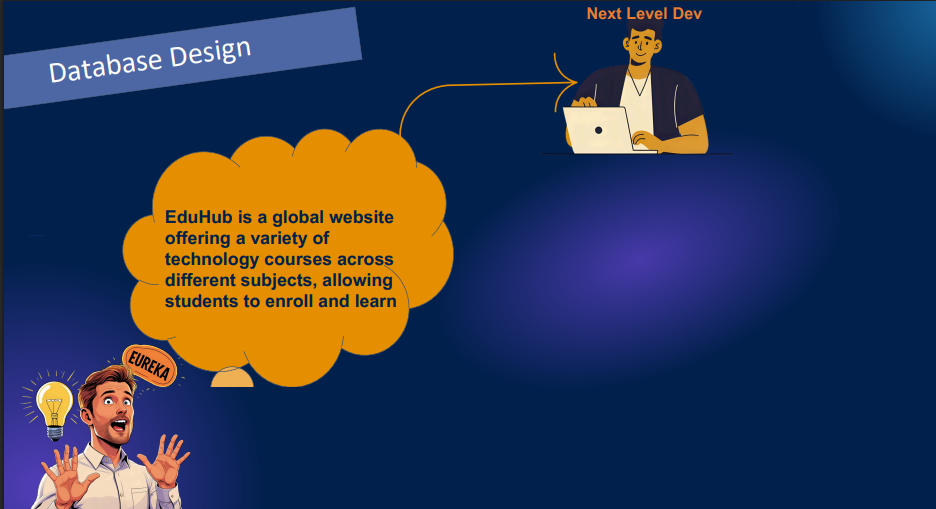 Database Design
Next Level Dev
EduHub is a global website
offering a variety of
technology courses across
different subjects, allowing
students to enroll and learn
EUREKA